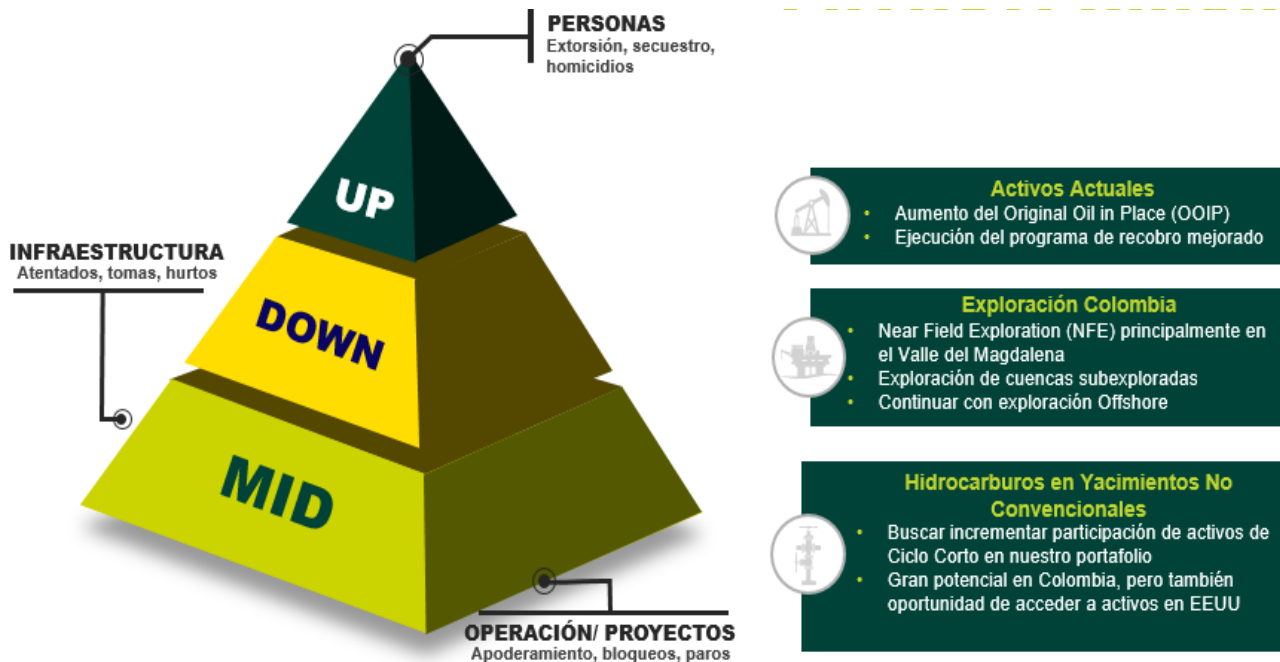 PERSONAS
Extorsión, secuestro,
homicidios
UP
INFRAESTRUCTURA
Atentados, tomas, hurtos
DOWN
MID
OPERACIÓN/ PROYECTOS
Apoderamiento, bloqueos, paros
Activos Actuales
• Aumento del Original Oil in Place (OOIP)
• Ejecución del programa de recobro mejorado
Exploración Colombia
• Near Field Exploration (NFE) principalmente en
el Valle del Magdalena
• Exploración de cuencas subexploradas
• Continuar con exploración Offshore
Hidrocarburos en Yacimientos No
Convencionales
• Buscar incrementar participación de activos de
Ciclo Corto en nuestro portafolio
• Gran potencial en Colombia, pero también
oportunidad de acceder a activos en EEUU